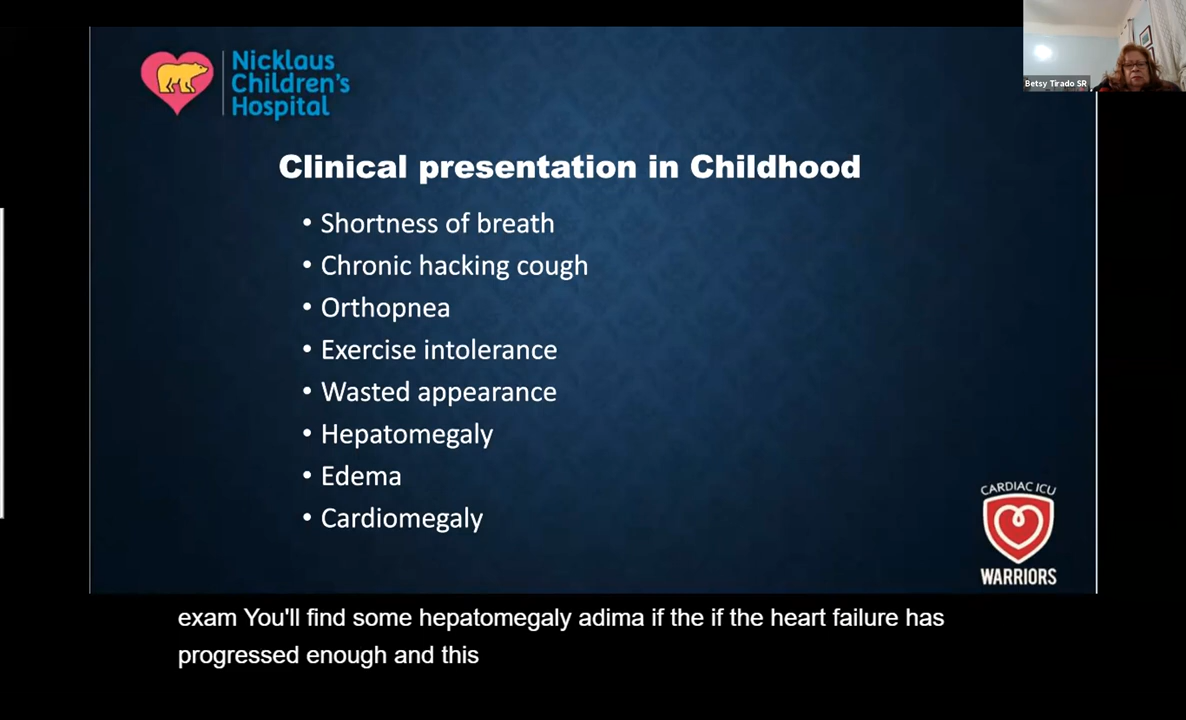 Nicklaus
Children's
Hospital
Betsy Tirado SR
Clinical presentation in Childhood
• Shortness of breath
• Chronic hacking cough
• Orthopnea
• Exercise intolerance
• Wasted appearance
• Hepatomegaly
• Edema
• Cardiomegaly
CARDIAC ICU
WARRIORS
exam You'll find some hepatomegaly adima if the if the heart failure has
progressed enough and this